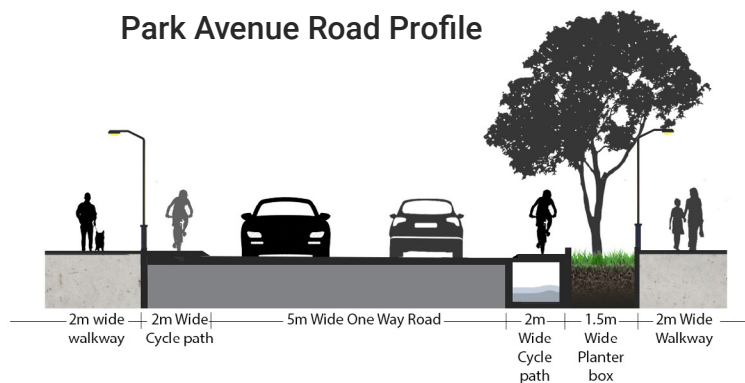 Park Avenue Road Profile
2m wide
walkway
2m Wide
Cycle path
5m Wide One Way Road
2m
Wide
Cycle
path
1.5m
Wide
Planter
box
2m Wide
Walkway